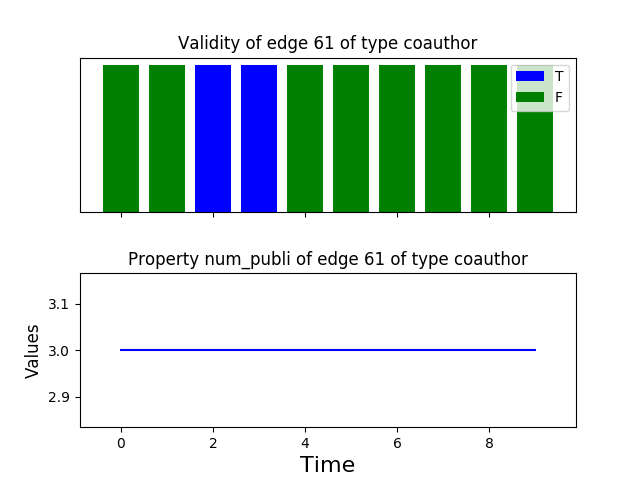 Validity of edge 61 of type coauthor
T
F
Property num_publi of edge 61 of type coauthor
3.1
3.0
2.9
Values
0 2 4 6 8
Time